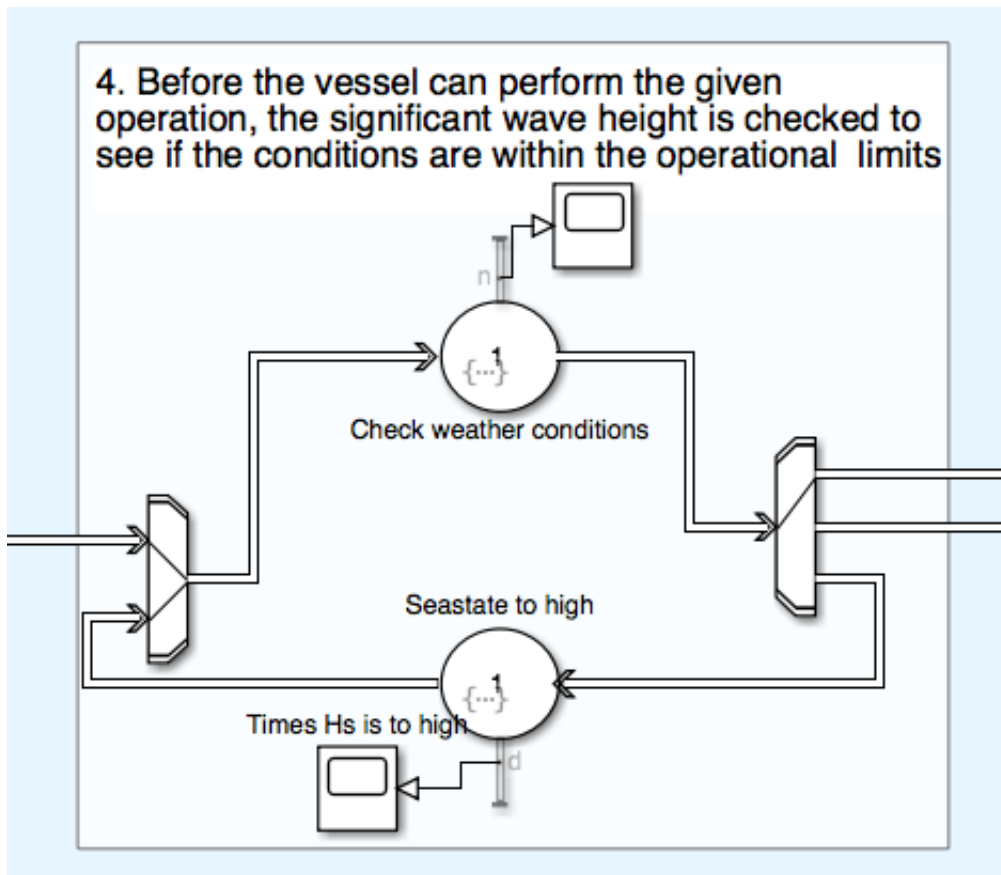 4. Before the vessel can perform the given
operation, the significant wave height is checked to
see if the conditions are within the operational limits
n
1
{...}
Check weather conditions
Seastate to high
1
{...}
Times Hs is to high
d